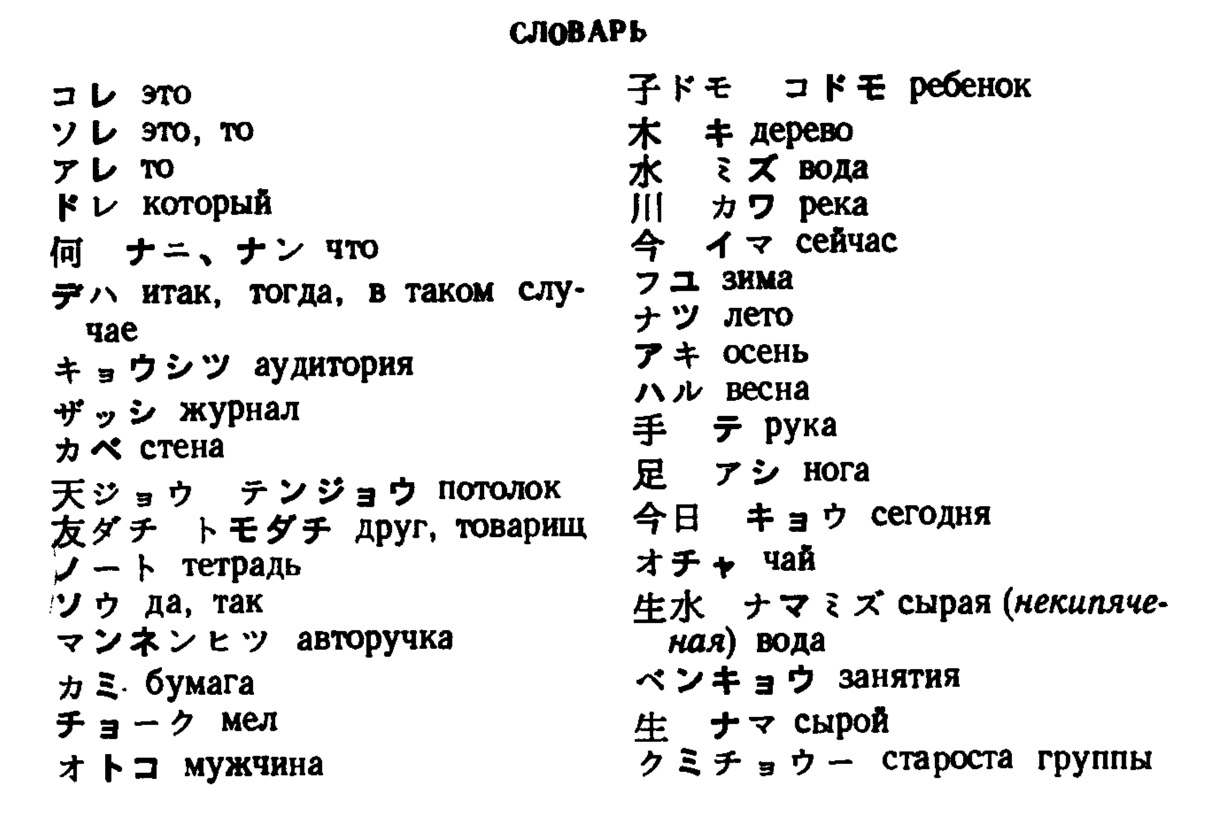 СЛОВАРЬ
コレ это
ソレ это, то
アレ то
ドレ который
何 ナニ、ナン что
デハ итак, тогда, в таком слу-
чае
キョウシツ аудитория
ザッシ журнал
カベ стена
天ジョウ テンジョウ потолок
友ダチ トモダチ друг, товарищ
ノート тетрадь
ソウ да, так
マンネンヒツ авторучка
カミ бумага
チョーク мел
オトコ мужчина
子ドモ コドモ ребенок
木 キ дерево
水 ミズ вода
川 カワ река
今 イマ сейчас
フユ зима
ナツ лето
アキ осень
ハル весна
手 テ рука
足 アシ нога
今日 キョウ сегодня
オチャ чай
生水 ナマミズ сырая (некипяче-
ная) вода
ベンキョウ занятия
生 ナマ сырой
クミチョウー староста группы